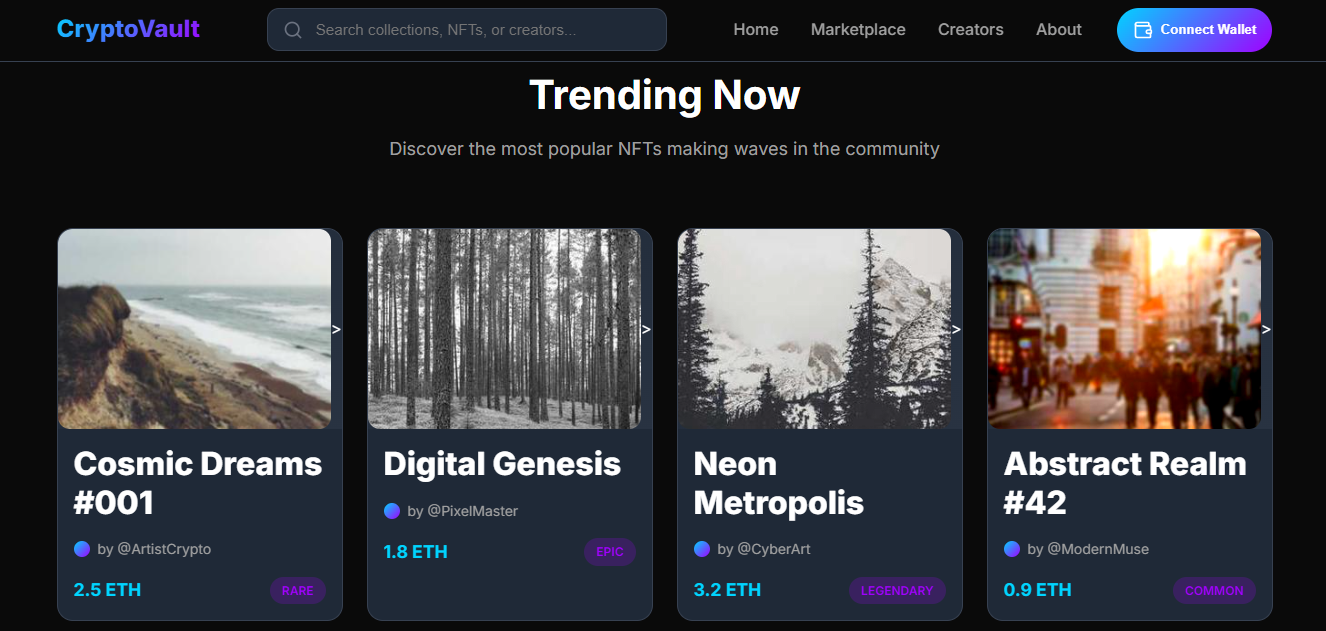 CryptoVault
Search collections, NFTs, or creators...
Home
Marketplace
Creators
About
Connect Wallet
Trending Now
Discover the most popular NFTs making waves in the community
>
>
>
>
Cosmic Dreams
#001
by @ArtistCrypto
2.5 ETH
RARE
Digital Genesis
by @PixelMaster
1.8 ETH
EPIC
Neon
Metropolis
by @CyberArt
3.2 ETH
LEGENDARY
Abstract Realm
#42
by @ModernMuse
0.9 ETH
COMMON